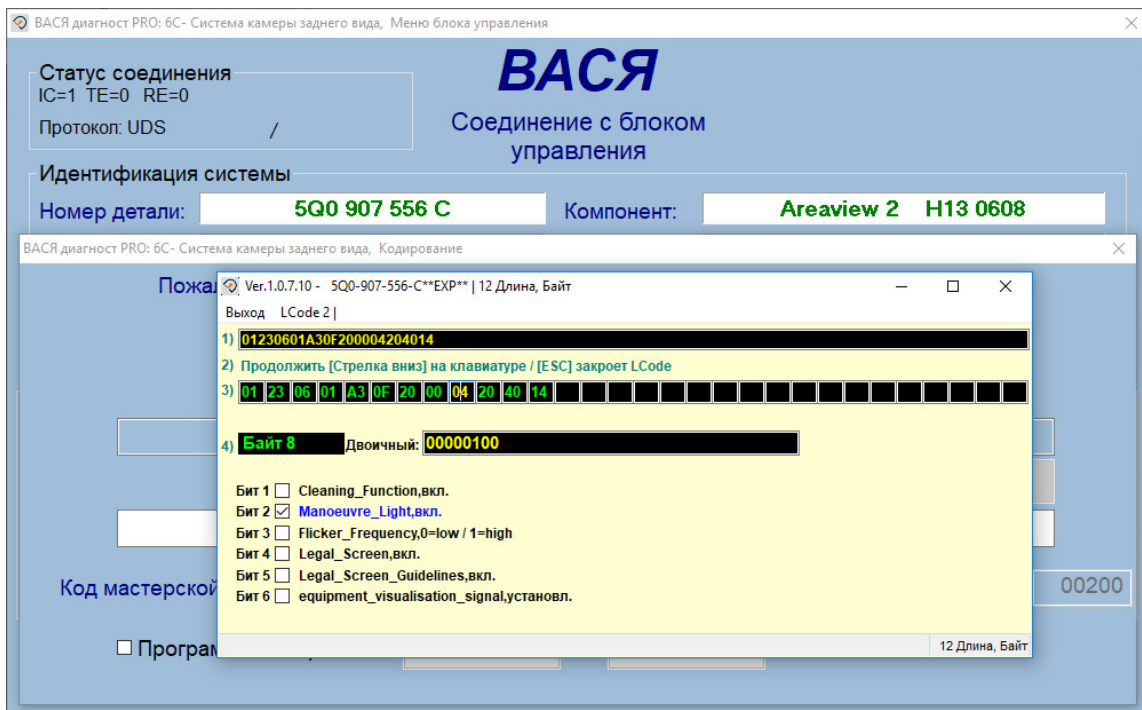 ВАСЯ диагност PRO: 6C- Система камеры заднего вида, Меню блока управления
Статус соединения
IC=1 TE=0 RE=0
Протокол: UDS /
ВАСЯ
Соединение с блоком
управления
Идентификация системы
Номер детали: 5Q0 907 556 C Компонент: Areaview 2 H13 0608
ВАСЯ диагност PRO: 6C- Система камеры заднего вида, Кодирование
Пожал
Ver.1.0.7.10 - 5Q0-907-556-C**EXP** | 12 Длина, Байт
Выход LCode 2 |
1) 01230601A30F200004204014
2) Продолжить [Стрелка вниз] на клавиатуре / [ESC] закроет LCode
3) 01 23 06 01 A3 0F 20 00 04 20 40 14
4) Байт 8 Двоичный: 00000100
Бит 1 Cleaning_Function,вкл.
Бит 2 Manoeuvre_Light,вкл.
Бит 3 Flicker_Frequency,0=low / 1=high
Бит 4 Legal_Screen,вкл.
Бит 5 Legal_Screen_Guidelines,вкл.
Бит 6 equipment_visualisation_signal,установл.
Код мастерской 00200
12 Длина, Байт
Програм